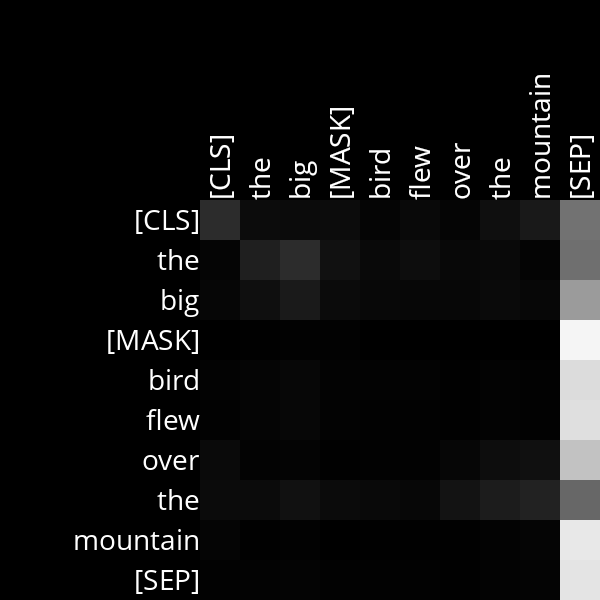 [CLS] the big [MASK] bird flew over the mountain [SEP]
[CLS]
the
big
[MASK]
bird
flew
over
the
mountain
[SEP]